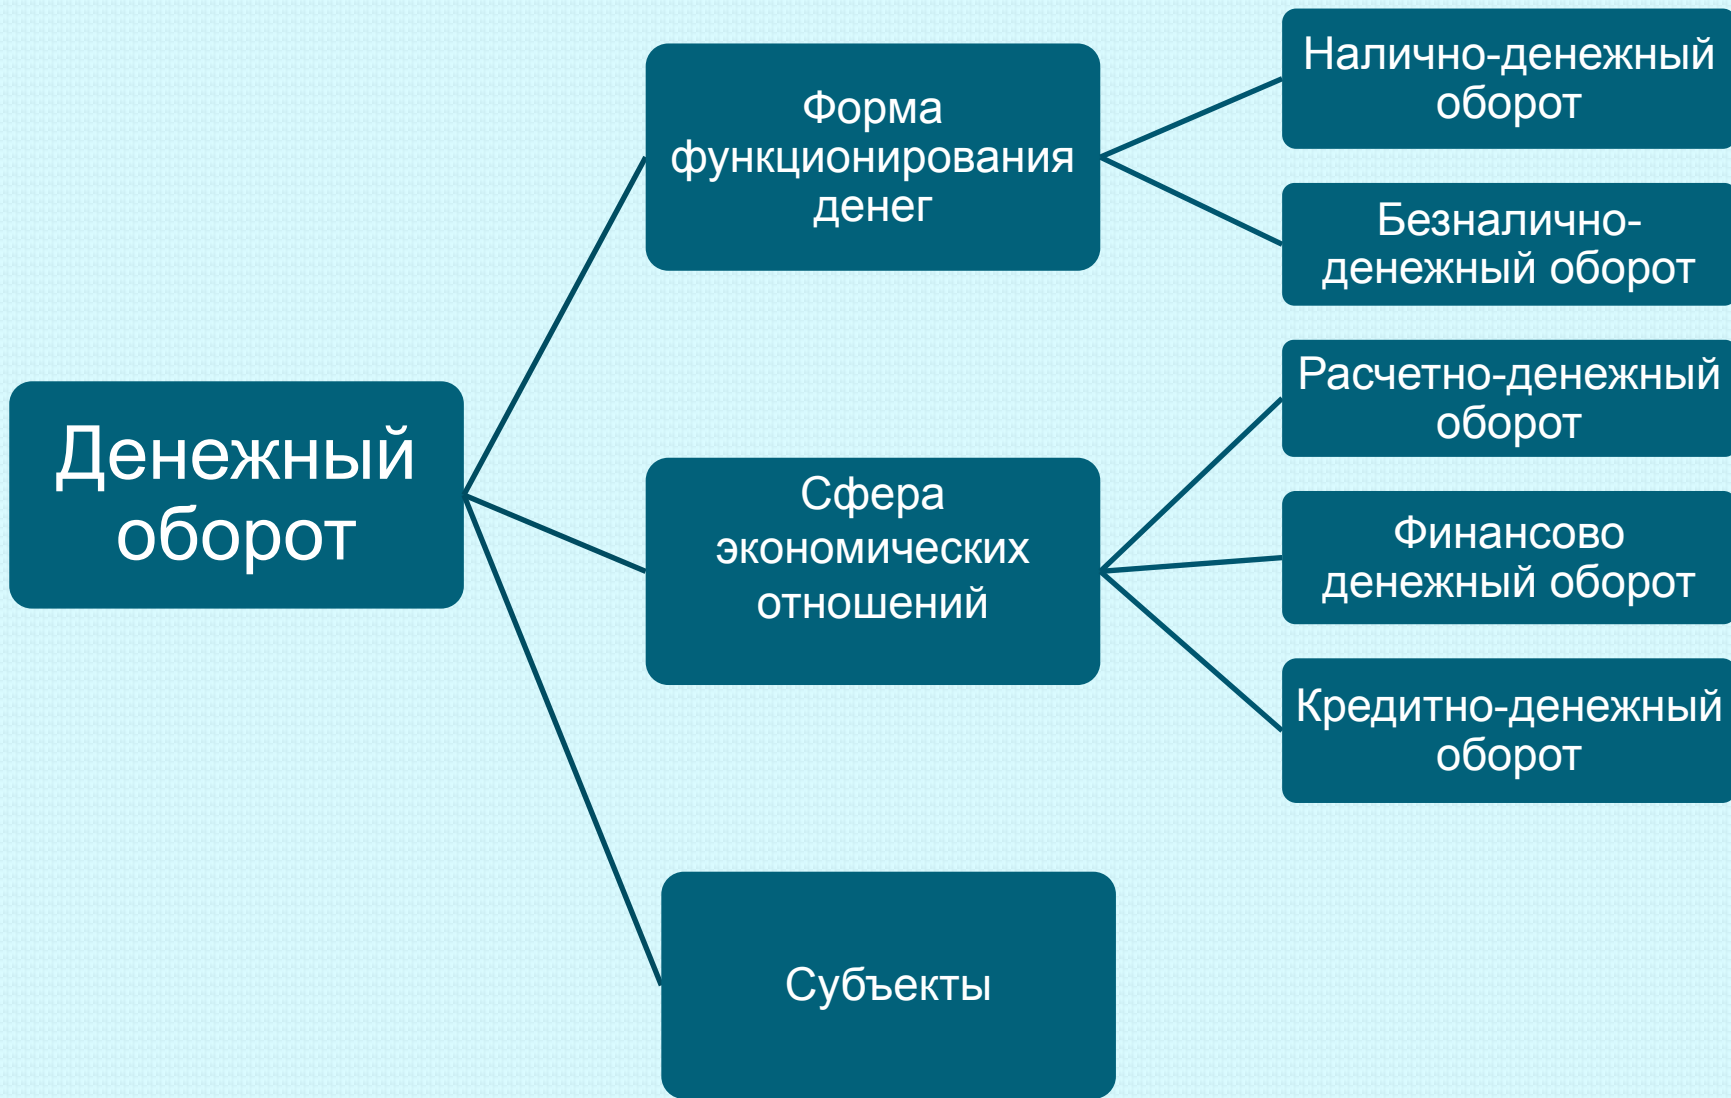 Денежный
оборот
Форма
функционирования
денег
Налично-денежный
оборот
Безналично-
денежный оборот
Сфера
экономических
отношений
Расчетно-денежный
оборот
Финансово
денежный оборот
Кредитно-денежный
оборот
Субъекты